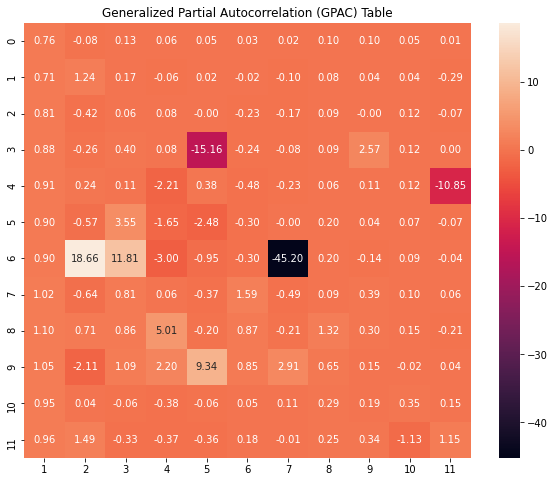 Generalized Partial Autocorrelation (GPAC) Table
0 0.76 -0.08 0.13 0.06 0.05 0.03 0.02 0.10 0.10 0.05 0.01
1 0.71 1.24 0.17 -0.06 0.02 -0.02 -0.10 0.08 0.04 0.04 -0.29
2 0.81 -0.42 0.06 0.08 -0.00 -0.23 -0.17 0.09 -0.00 0.12 -0.07
3 0.88 -0.26 0.40 0.08 -15.16 -0.24 -0.08 0.09 2.57 0.12 0.00
4 0.91 0.24 0.11 -2.21 0.38 -0.48 -0.23 0.06 0.11 0.12 -10.85
5 0.90 -0.57 3.55 -1.65 -2.48 -0.30 -0.00 0.20 0.04 0.07 -0.07
6 0.90 18.66 11.81 -3.00 -0.95 -0.30 -45.20 0.20 -0.14 0.09 -0.04
7 1.02 -0.64 0.81 0.06 -0.37 1.59 -0.49 0.09 0.39 0.10 0.06
8 1.10 0.71 0.86 5.01 -0.20 0.87 -0.21 1.32 0.30 0.15 -0.21
9 1.05 -2.11 1.09 2.20 9.34 0.85 2.91 0.65 0.15 -0.02 0.04
10 0.95 0.04 -0.06 -0.38 -0.06 0.05 0.11 0.29 0.19 0.35 0.15
11 0.96 1.49 -0.33 -0.37 -0.36 0.18 -0.01 0.25 0.34 -1.13 1.15
1 2 3 4 5 6 7 8 9 10 11
10
0
-10
-20
-30
-40